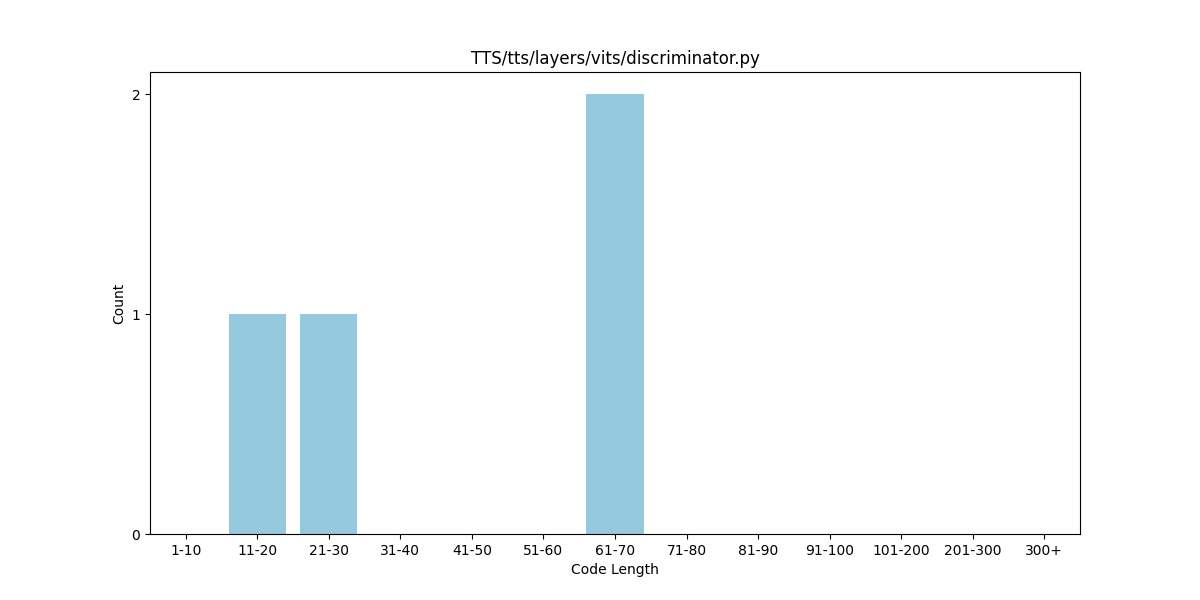 TTS/tts/layers/vits/discriminator.py
Count
2
1
0
1-10 11-20 21-30 31-40 41-50 51-60 61-70 71-80 81-90 91-100 101-200 201-300 300+
Code Length